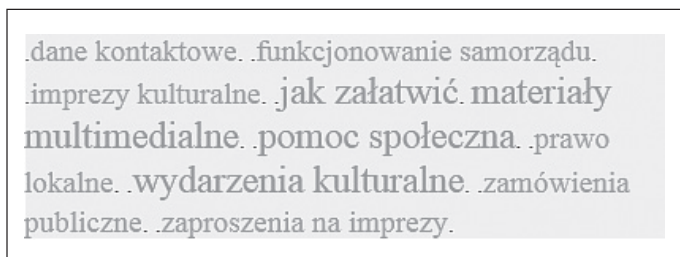 .dane kontaktowe. .funkcjonowanie samorządu.
.imprezy kulturalne. .jak załatwić. materiały
multimedialne. .pomoc społeczna. .prawo
lokalne. .wydarzenia kulturalne. .zamówienia
publiczne. .zaproszenia na imprezy.